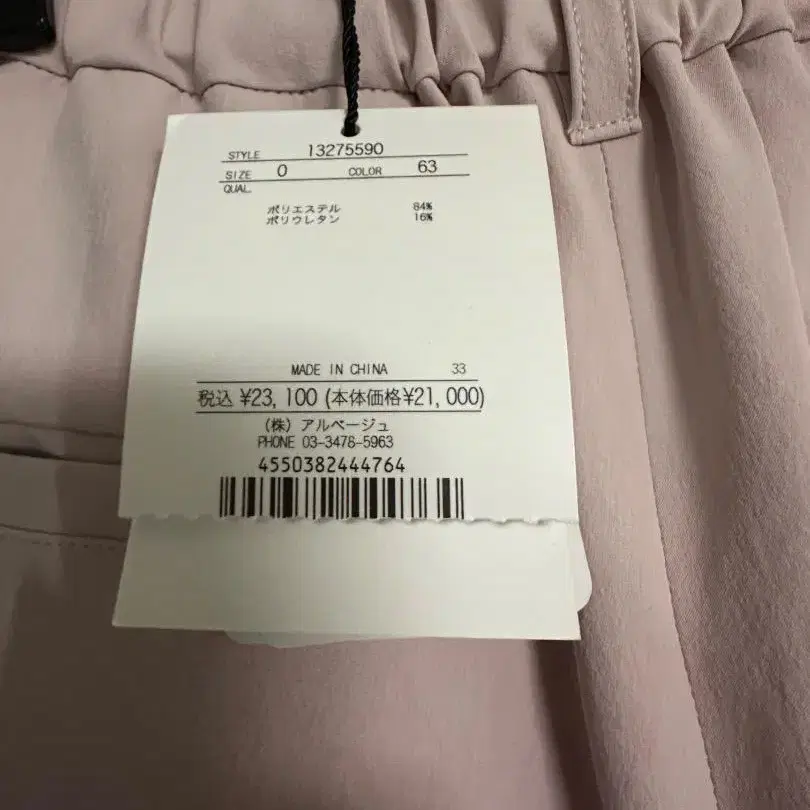 STYLE 13275590
SIZE 0 COLOR 63
QUAL.
ポリエステル 84%
ポリウレタン 16%
MADE IN CHINA 33
税込 ¥23,100 (本体価格¥21,000)
(株) アルページュ
PHONE 03-3478-5963
4550382444764